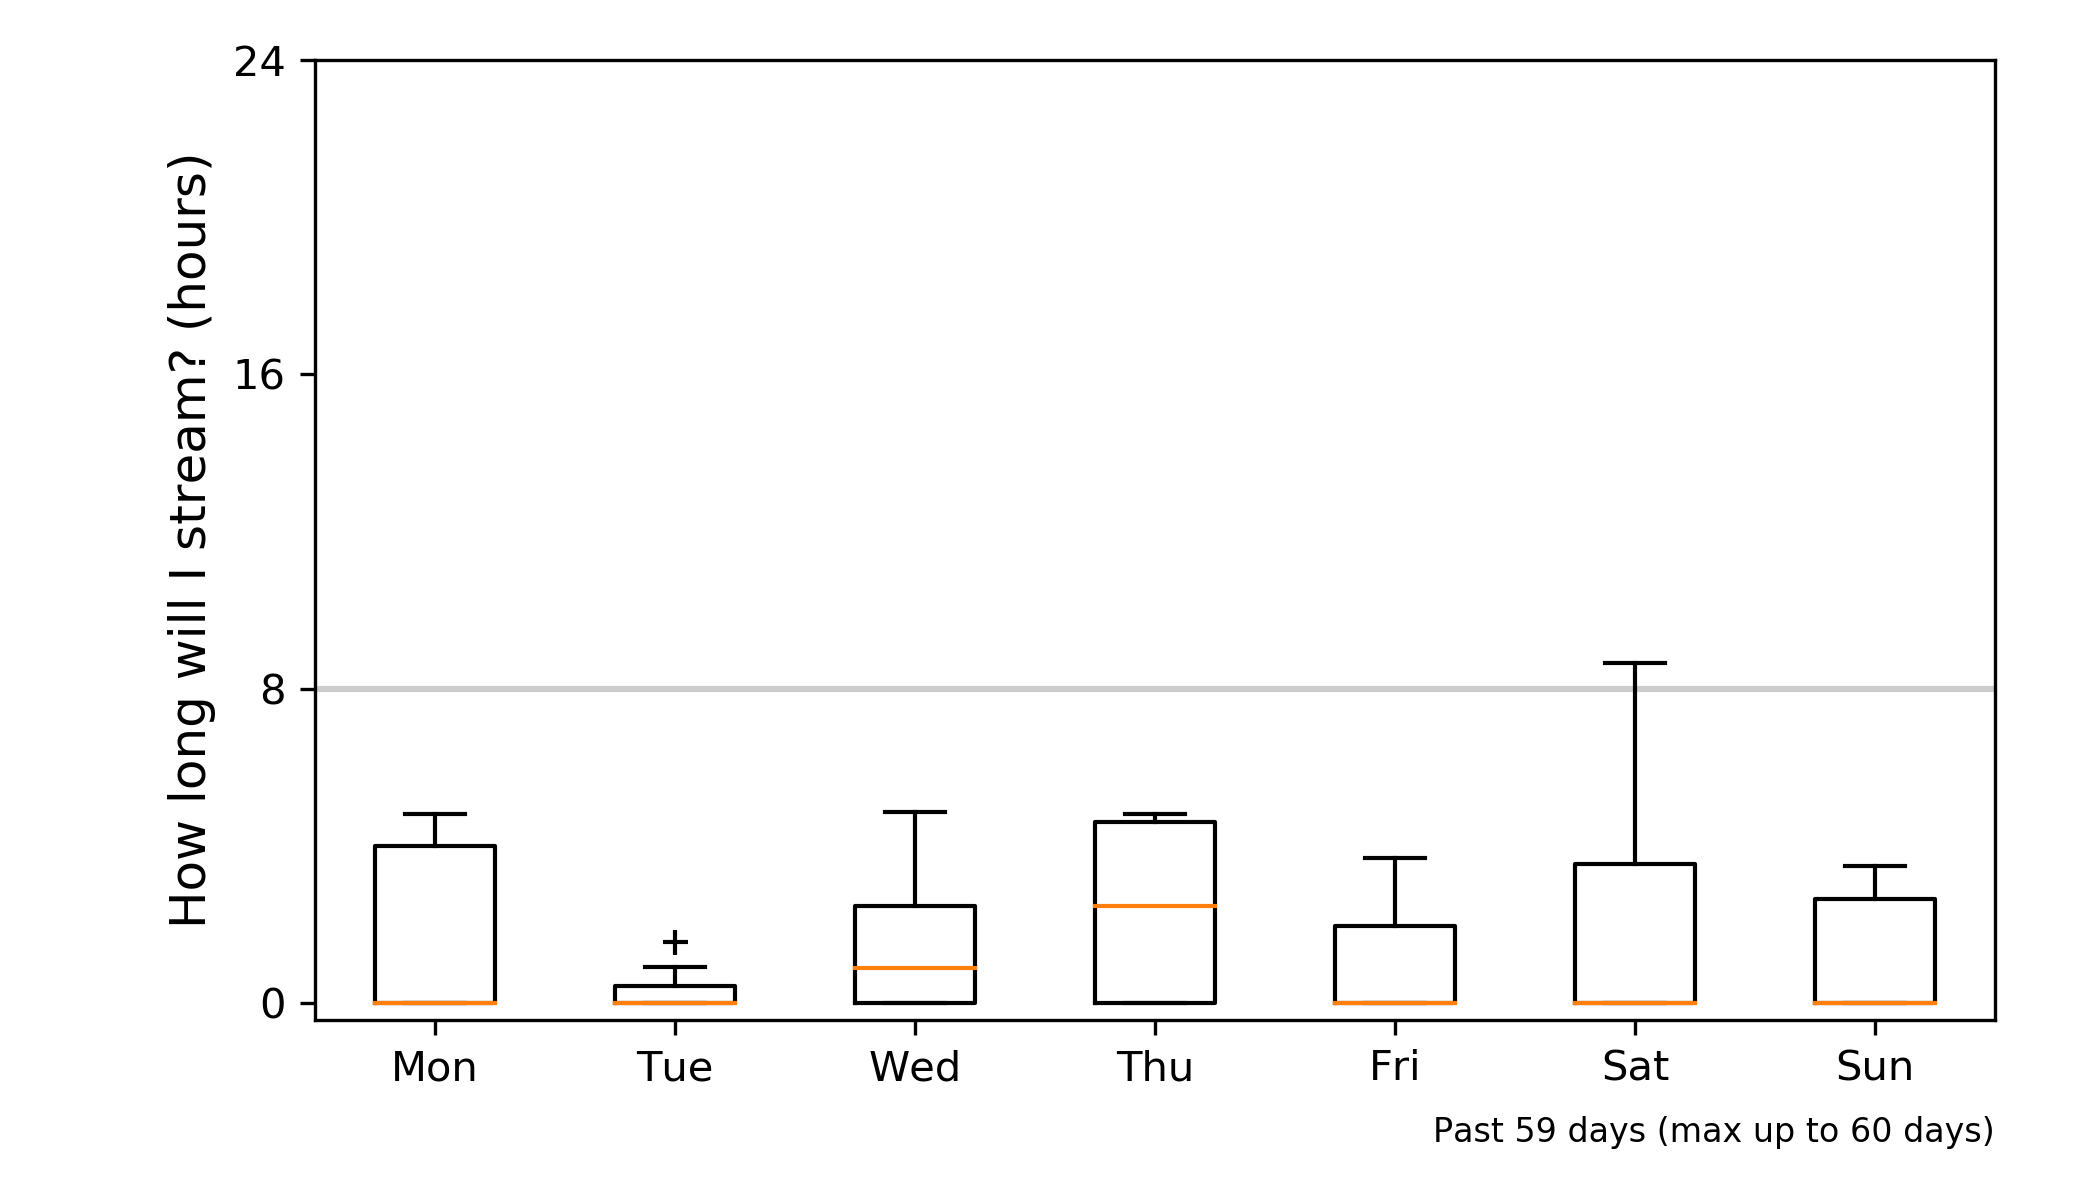 How long will I stream? (hours)
24
16
8
0
Mon Tue Wed Thu Fri Sat Sun
Past 59 days (max up to 60 days)